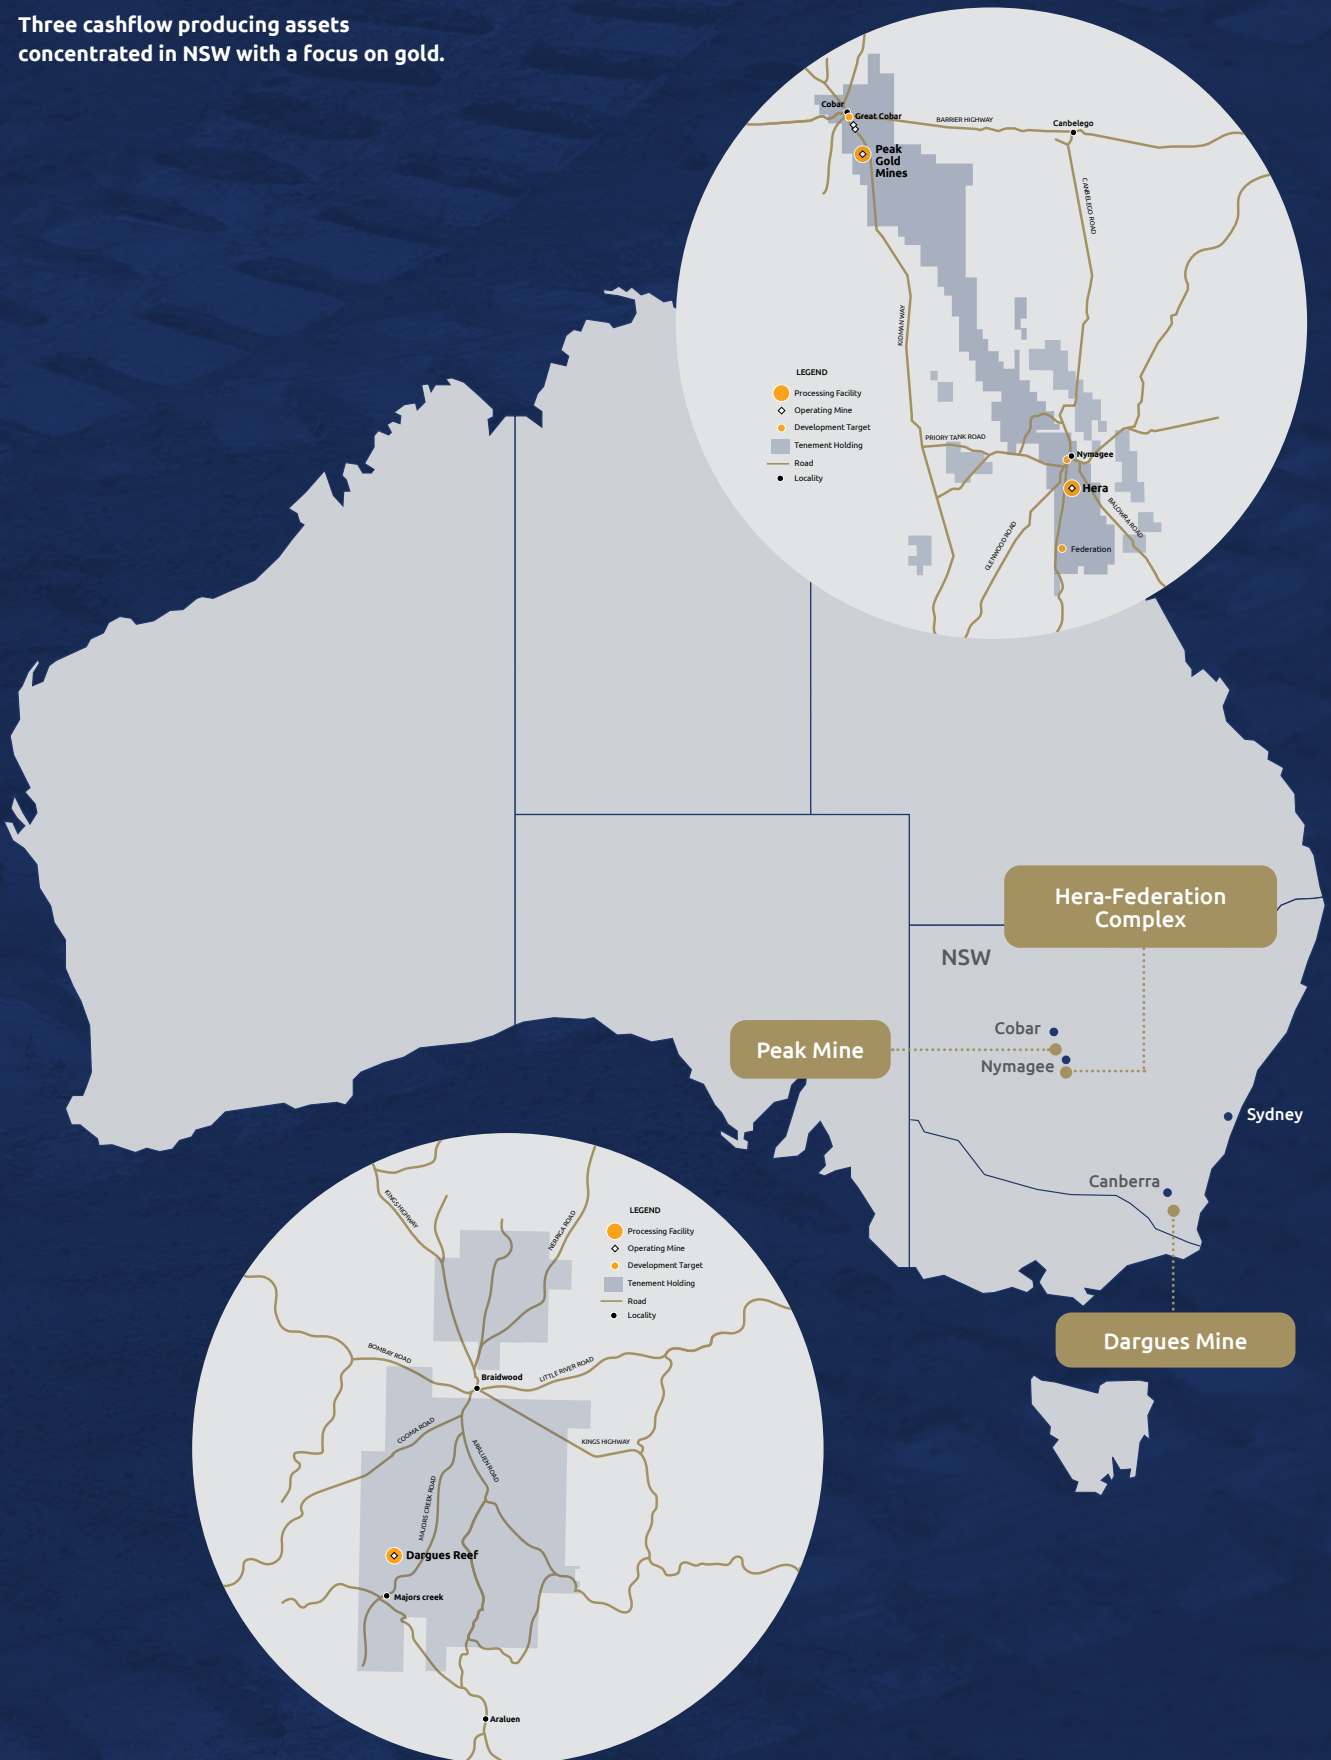 Three cashflow producing assets
concentrated in NSW with a focus on gold.
Cobar
Great Cobar
BARRIER HIGHWAY
Canbelego
Peak
Gold
Mines
CANBELEGO ROAD
KIDMAN WAY
LEGEND
Processing Facility
Operating Mine
Development Target
Tenement Holding
Road
Locality
PRIORY TANK ROAD
Nymagee
Hera
BALOWRA ROAD
GLENWOOD ROAD
Federation
Hera-Federation
Complex
NSW
Cobar
Peak Mine
Nymagee
Sydney
Canberra
Dargues Mine
KINGS HIGHWAY
NERRIGA ROAD
LEGEND
Processing Facility
Operating Mine
Development Target
Tenement Holding
Road
Locality
BOMBAY ROAD
LITTLE RIVER ROAD
Braidwood
COOMA ROAD
KINGS HIGHWAY
ARALUEN ROAD
MAJORS CREEK ROAD
Dargues Reef
Majors creek
Araluen